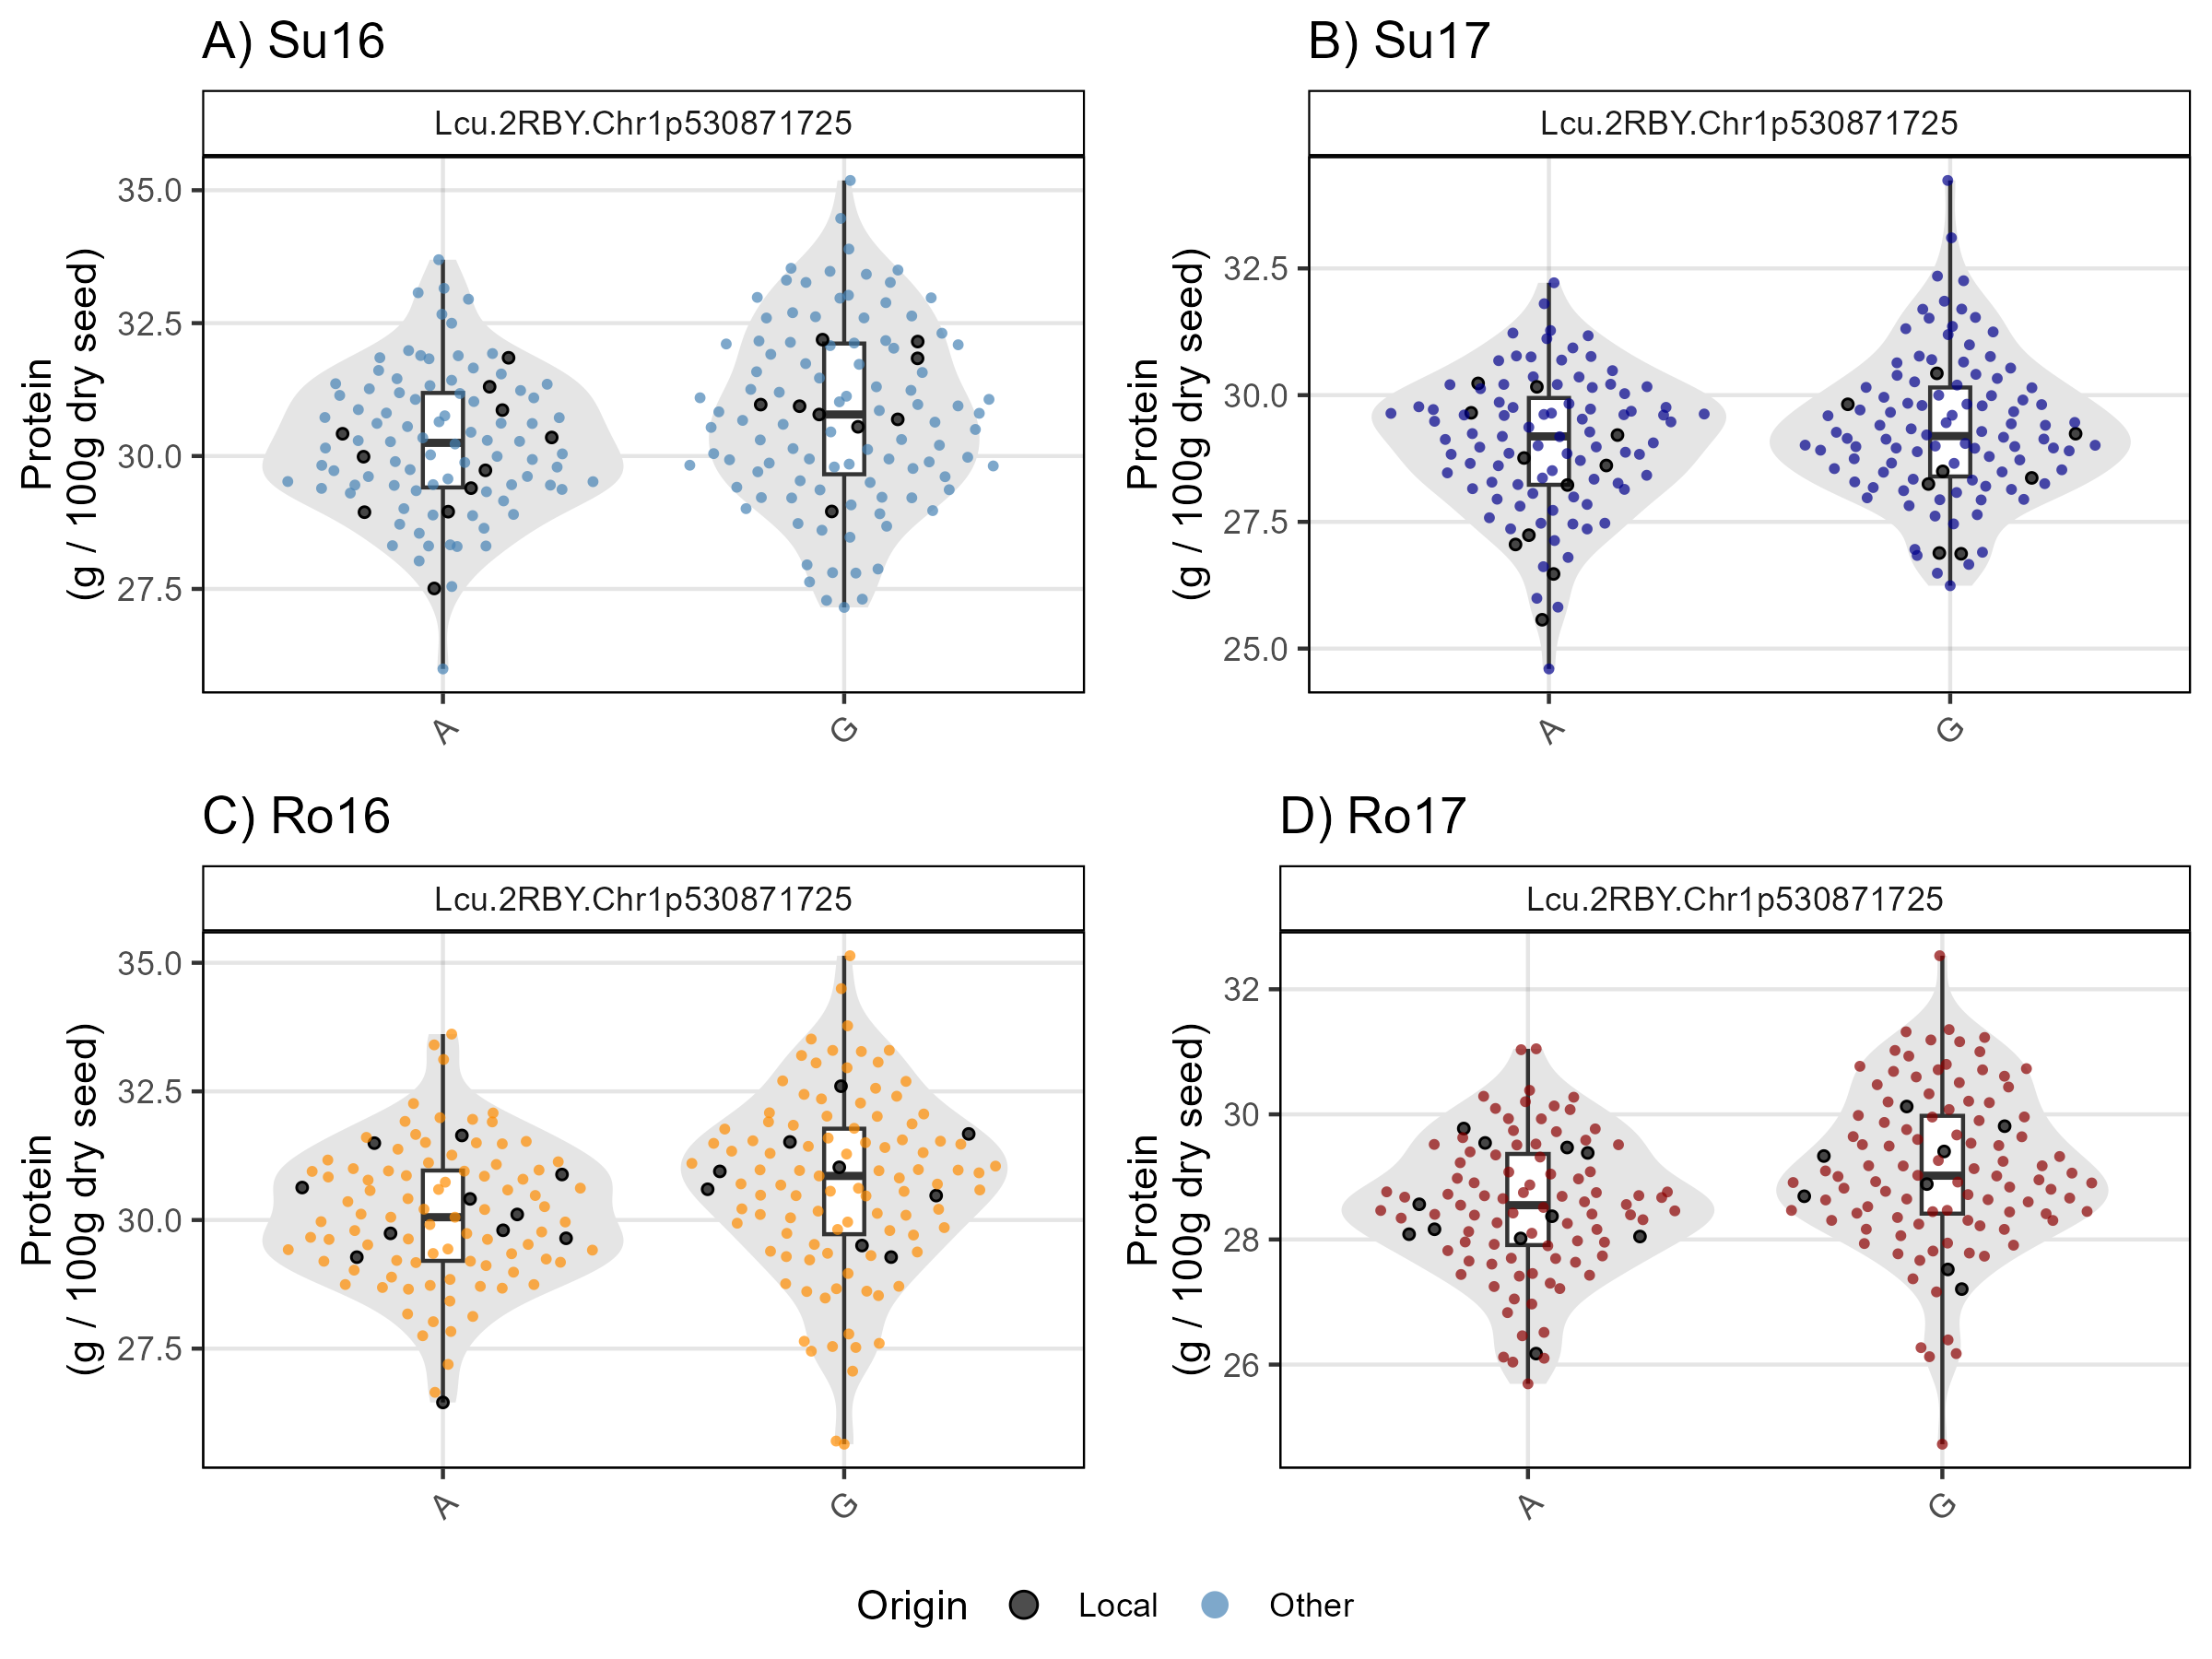 A) Su16
Lcu.2RBY.Chr1p530871725
Protein
(g / 100g dry seed)
35.0
32.5
30.0
27.5
A
G
B) Su17
Lcu.2RBY.Chr1p530871725
Protein
(g / 100g dry seed)
32.5
30.0
27.5
25.0
A
G
C) Ro16
Lcu.2RBY.Chr1p530871725
Protein
(g / 100g dry seed)
35.0
32.5
30.0
27.5
A
G
D) Ro17
Lcu.2RBY.Chr1p530871725
Protein
(g / 100g dry seed)
32
30
28
26
A
G
Origin Local Other